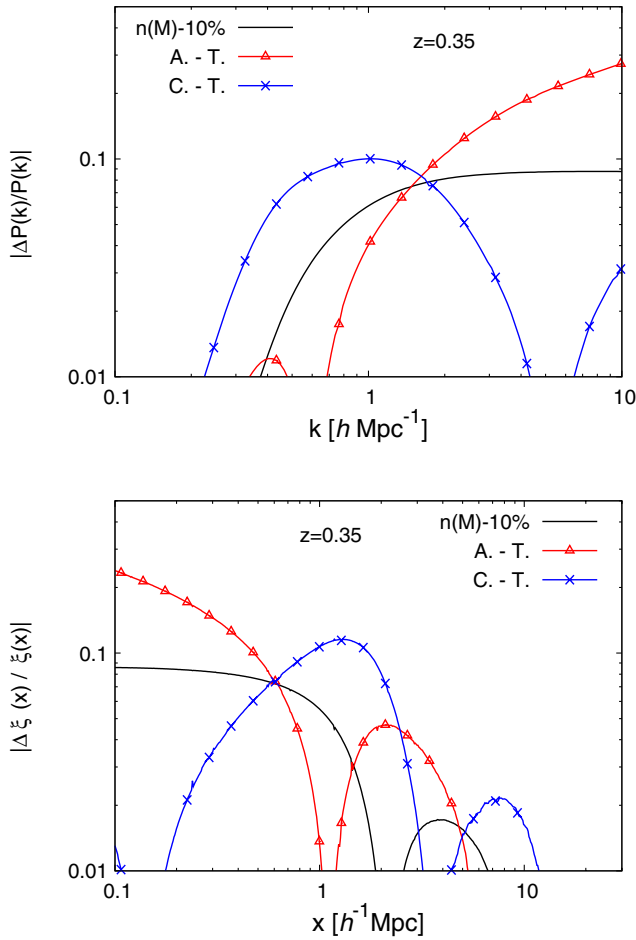 n(M)-10%
A. - T.
C. - T.
z=0.35
|ΔP(k)/P(k)|
0.1
0.01
0.1
1
10
k [h Mpc⁻¹]
n(M)-10%
A. - T.
C. - T.
z=0.35
|Δ ξ (x) / ξ(x)|
0.1
0.01
0.1
1
10
x [h⁻¹Mpc]